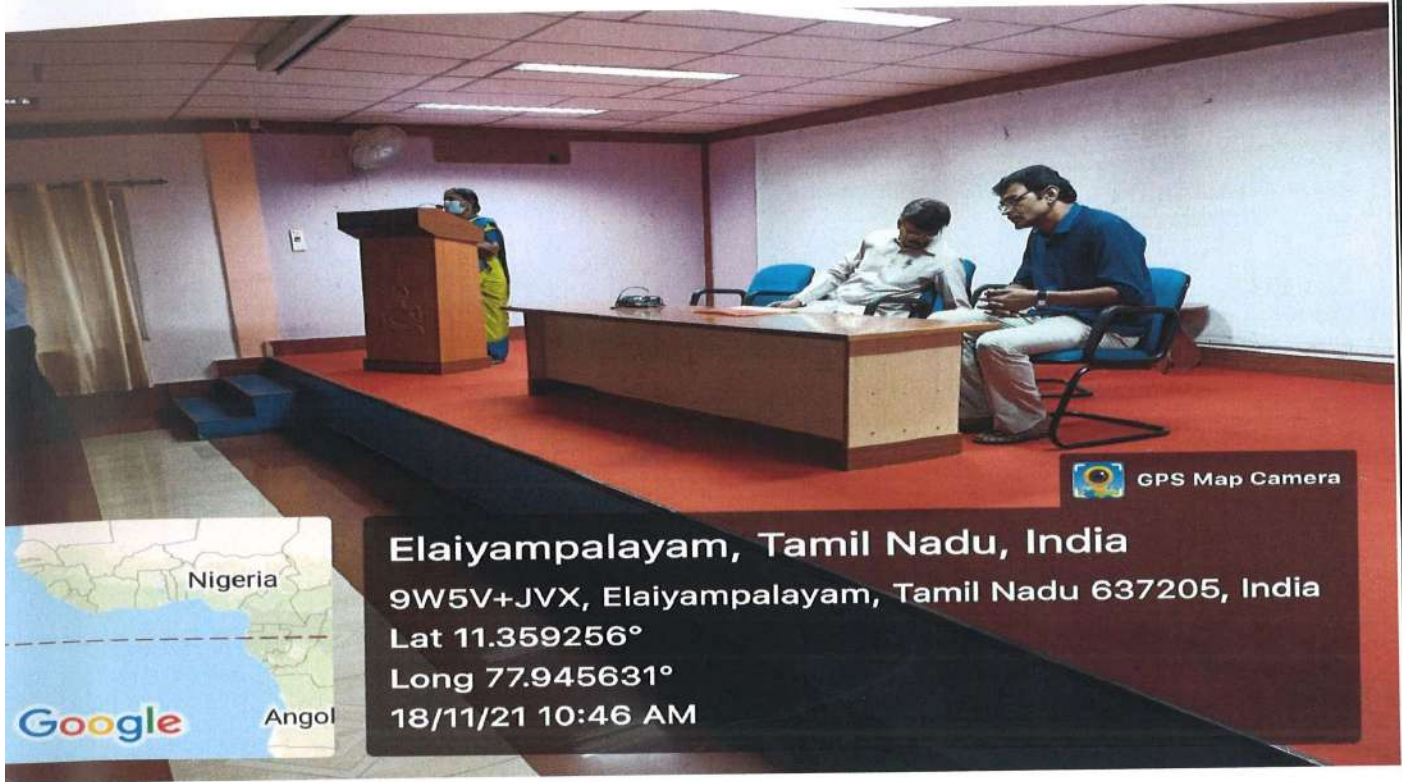 GPS Map Camera
Elaiyampalayam, Tamil Nadu, India
9W5V+JVX, Elaiyampalayam, Tamil Nadu 637205, India
Lat 11.359256°
Long 77.945631°
18/11/21 10:46 AM
Nigeria
Angol
Google